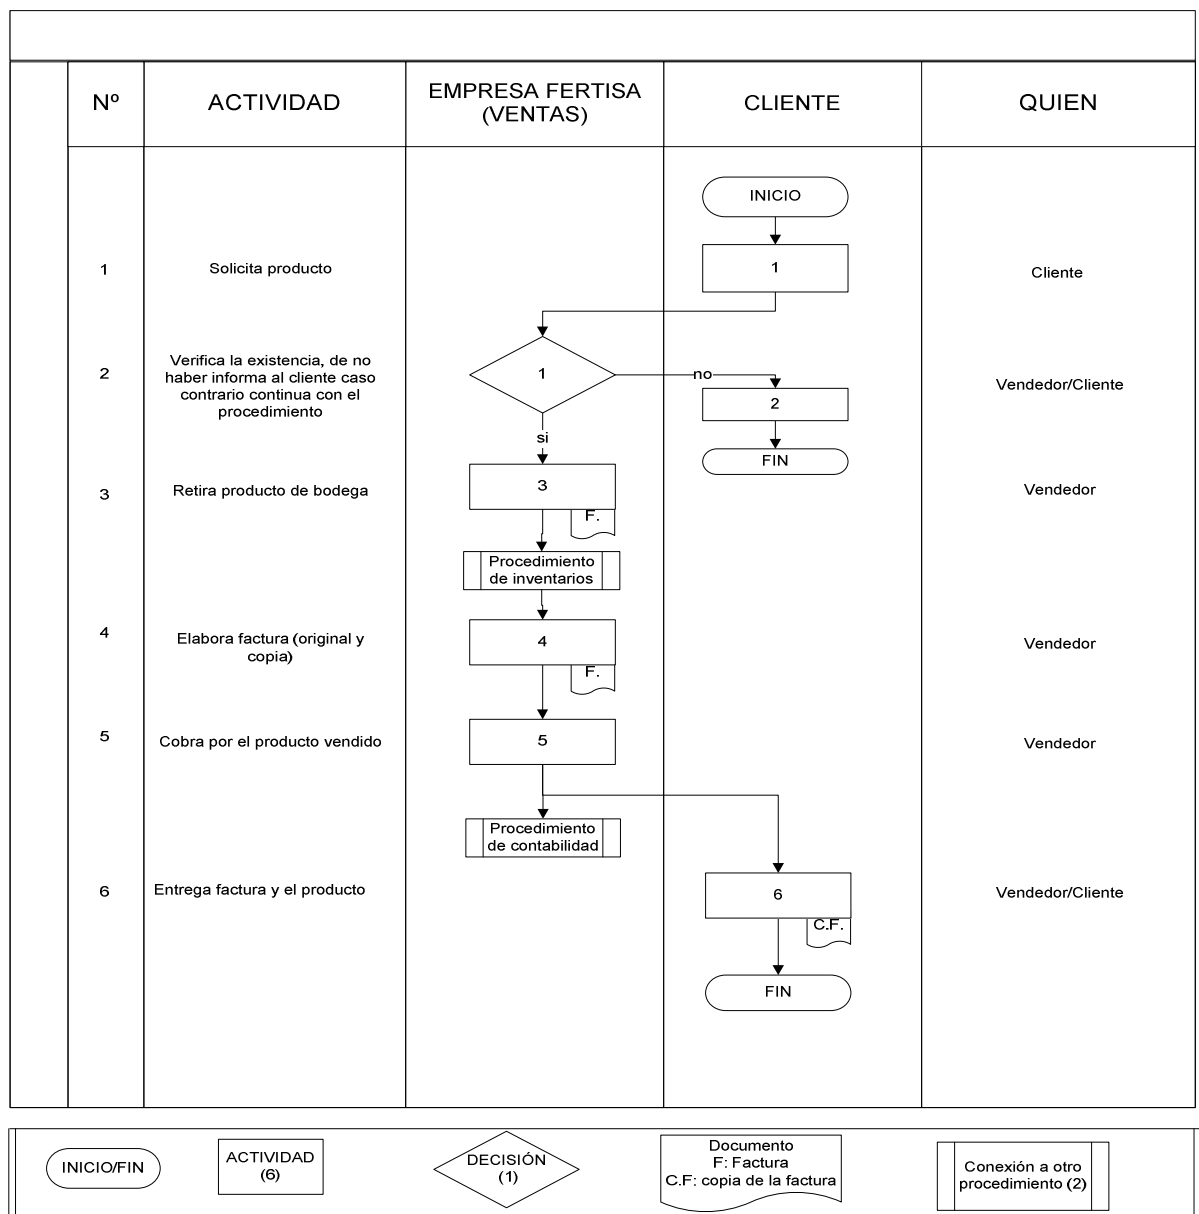 Nº
ACTIVIDAD
EMPRESA FERTISA
(VENTAS)
CLIENTE
QUIEN
INICIO
1
Solicita producto
1
Cliente
2
Verifica la existencia, de no
haber informa al cliente caso
contrario continua con el
procedimiento
1
no
2
Vendedor/Cliente
si
FIN
3
Retira producto de bodega
3
Vendedor
F.
Procedimiento
de inventarios
4
Elabora factura (original y
copia)
4
Vendedor
F.
5
Cobra por el producto vendido
5
Vendedor
Procedimiento
de contabilidad
6
Entrega factura y el producto
6
Vendedor/Cliente
C.F.
FIN
INICIO/FIN
ACTIVIDAD
(6)
DECISIÓN
(1)
Documento
F: Factura
C.F: copia de la factura
Conexión a otro
procedimiento (2)